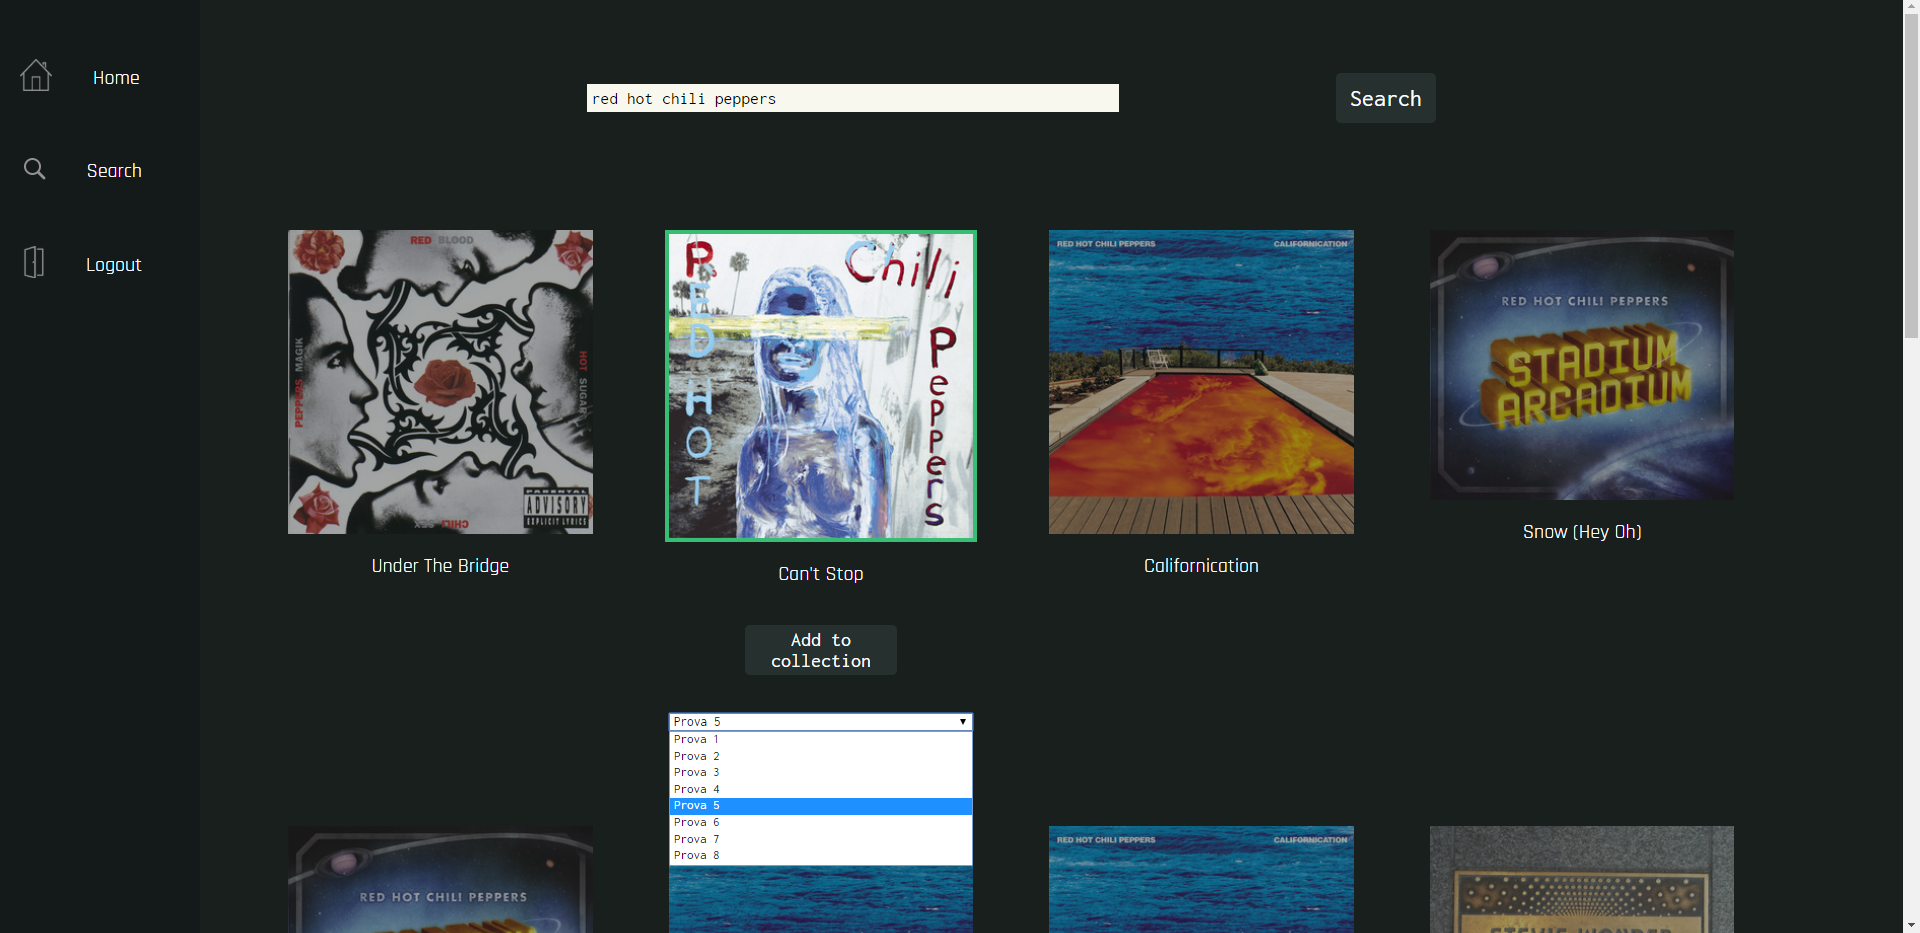 Home
Search
Logout
red hot chili peppers
Search
RED BLOOD
PEPPERS MAGIK
HOT SUGAR
CHILI SEX
PARENTAL
ADVISORY
EXPLICIT LYRICS
Under The Bridge
RED HOT
Chili
Peppers
Can't Stop
RED HOT CHILI PEPPERS CALIFORNICATION
Californication
RED HOT CHILI PEPPERS
STADIUM
ARCADIUM
Snow (Hey Oh)
Add to
collection
Prova 5
Prova 1
Prova 2
Prova 3
Prova 4
Prova 5
Prova 6
Prova 7
Prova 8
RED HOT CHILI PEPPERS
RED HOT CHILI PEPPERS CALIFORNICATION
STEVIE WONDER